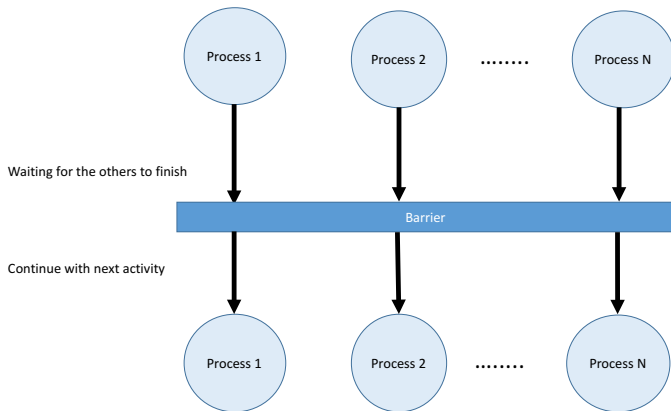 Process 1
Process 2
........
Process N
Waiting for the others to finish
Barrier
Continue with next activity
Process 1
Process 2
........
Process N